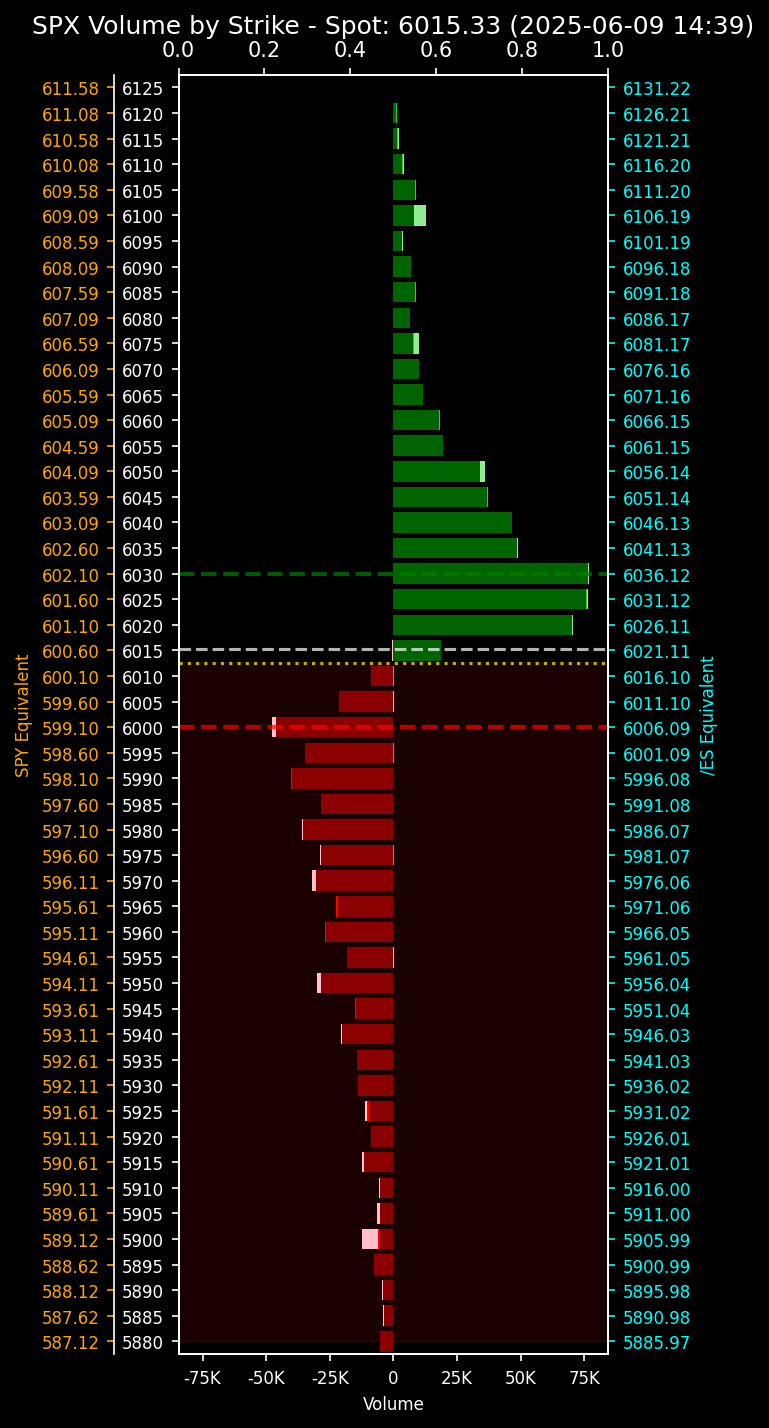 SPX Volume by Strike - Spot: 6015.33 (2025-06-09 14:39)
0.0 0.2 0.4 0.6 0.8 1.0
611.58 6125 6131.22
611.08 6120 6126.21
610.58 6115 6121.21
610.08 6110 6116.20
609.58 6105 6111.20
609.09 6100 6106.19
608.59 6095 6101.19
608.09 6090 6096.18
607.59 6085 6091.18
607.09 6080 6086.17
606.59 6075 6081.17
606.09 6070 6076.16
605.59 6065 6071.16
605.09 6060 6066.15
604.59 6055 6061.15
604.09 6050 6056.14
603.59 6045 6051.14
603.09 6040 6046.13
602.60 6035 6041.13
602.10 6030 6036.12
601.60 6025 6031.12
601.10 6020 6026.11
600.60 6015 6021.11
600.10 6010 6016.10
599.60 6005 6011.10
599.10 6000 6006.09
598.60 5995 6001.09
598.10 5990 5996.08
597.60 5985 5991.08
597.10 5980 5986.07
596.60 5975 5981.07
596.11 5970 5976.06
595.61 5965 5971.06
595.11 5960 5966.05
594.61 5955 5961.05
594.11 5950 5956.04
593.61 5945 5951.04
593.11 5940 5946.03
592.61 5935 5941.03
592.11 5930 5936.02
591.61 5925 5931.02
591.11 5920 5926.01
590.61 5915 5921.01
590.11 5910 5916.00
589.61 5905 5911.00
589.12 5900 5905.99
588.62 5895 5900.99
588.12 5890 5895.98
587.62 5885 5890.98
587.12 5880 5885.97
SPY Equivalent
/ES Equivalent
-75K -50K -25K 0 25K 50K 75K
Volume